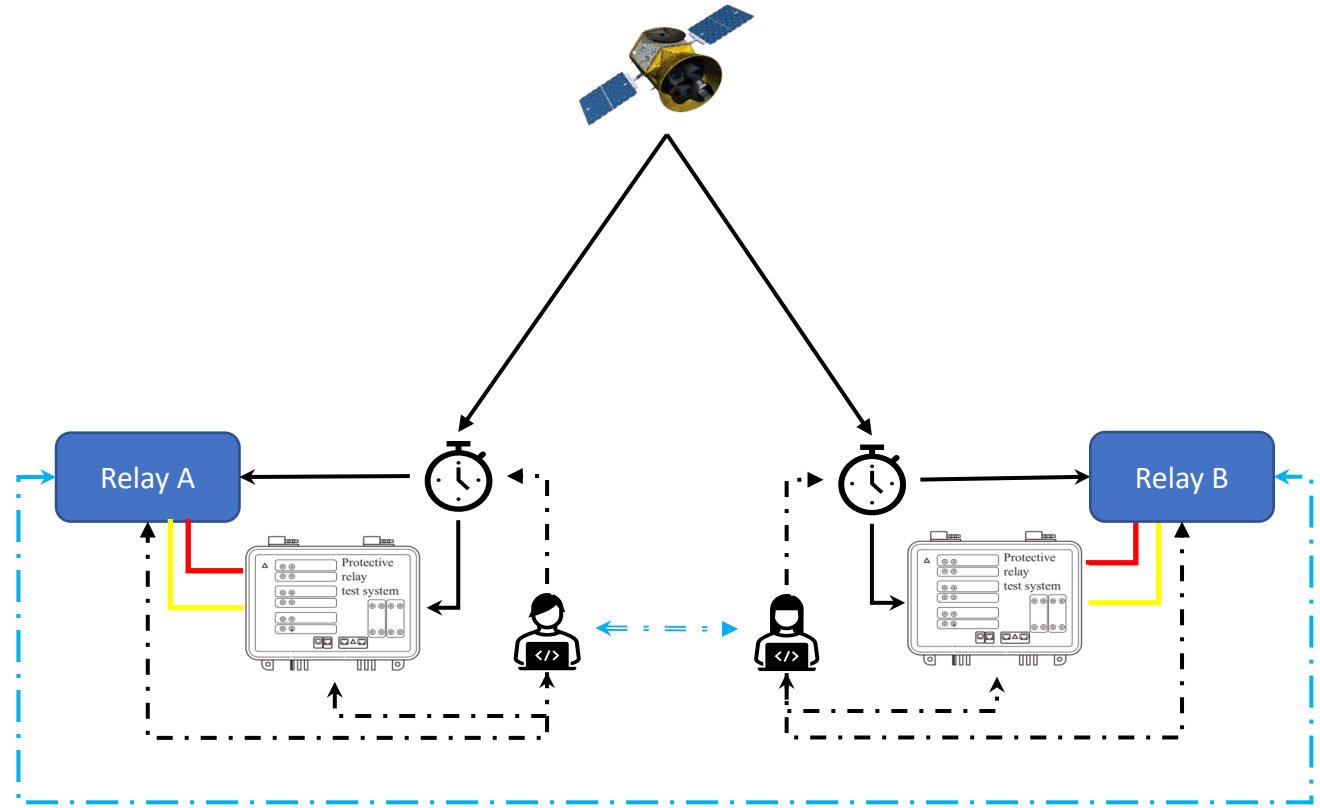 Relay A
Relay B
Protective
relay
test system
</>
Protective
relay
test system
</>